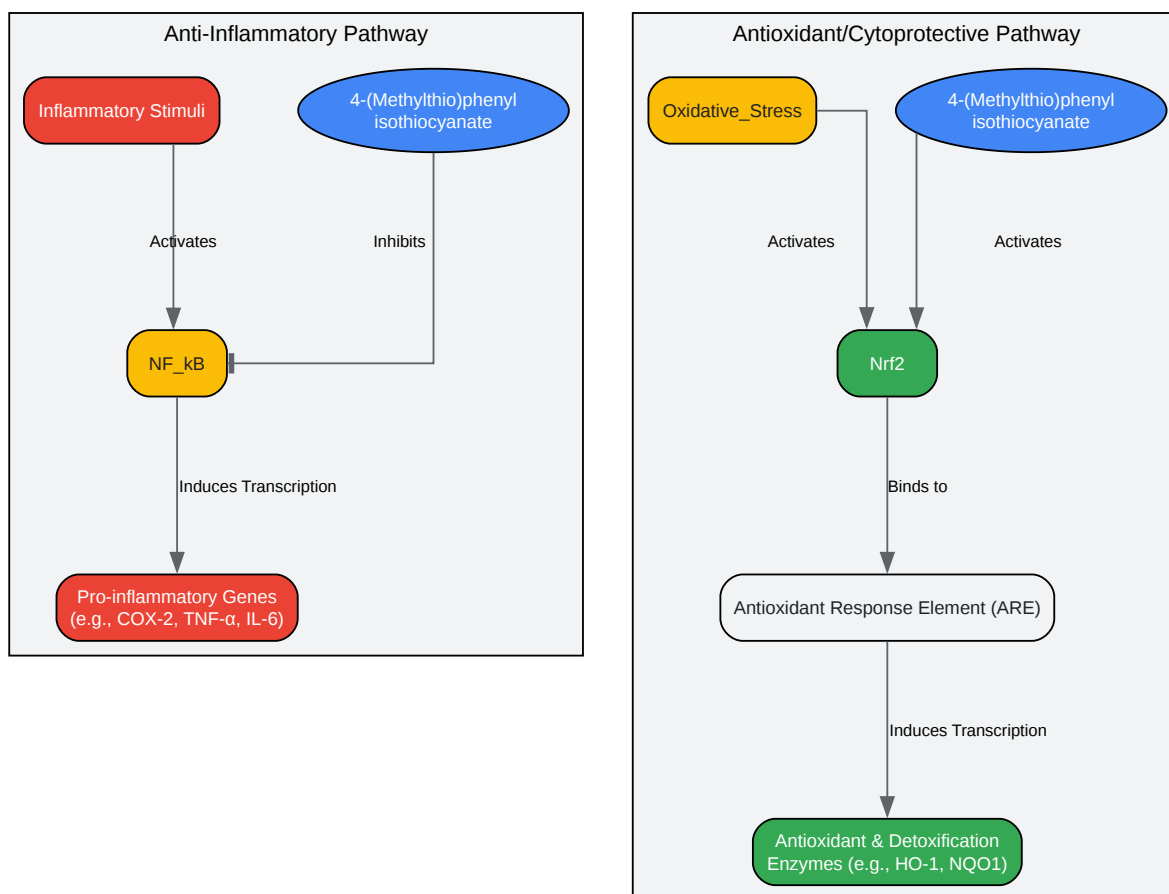 Anti-Inflammatory Pathway
Inflammatory Stimuli
4-(Methylthio)phenyl
isothiocyanate
Activates
Inhibits
NF_kB
Induces Transcription
Pro-inflammatory Genes
(e.g., COX-2, TNF-α, IL-6)
Antioxidant/Cytoprotective Pathway
Oxidative_Stress
4-(Methylthio)phenyl
isothiocyanate
Activates
Activates
Nrf2
Binds to
Antioxidant Response Element (ARE)
Induces Transcription
Antioxidant & Detoxification
Enzymes (e.g., HO-1, NQO1)